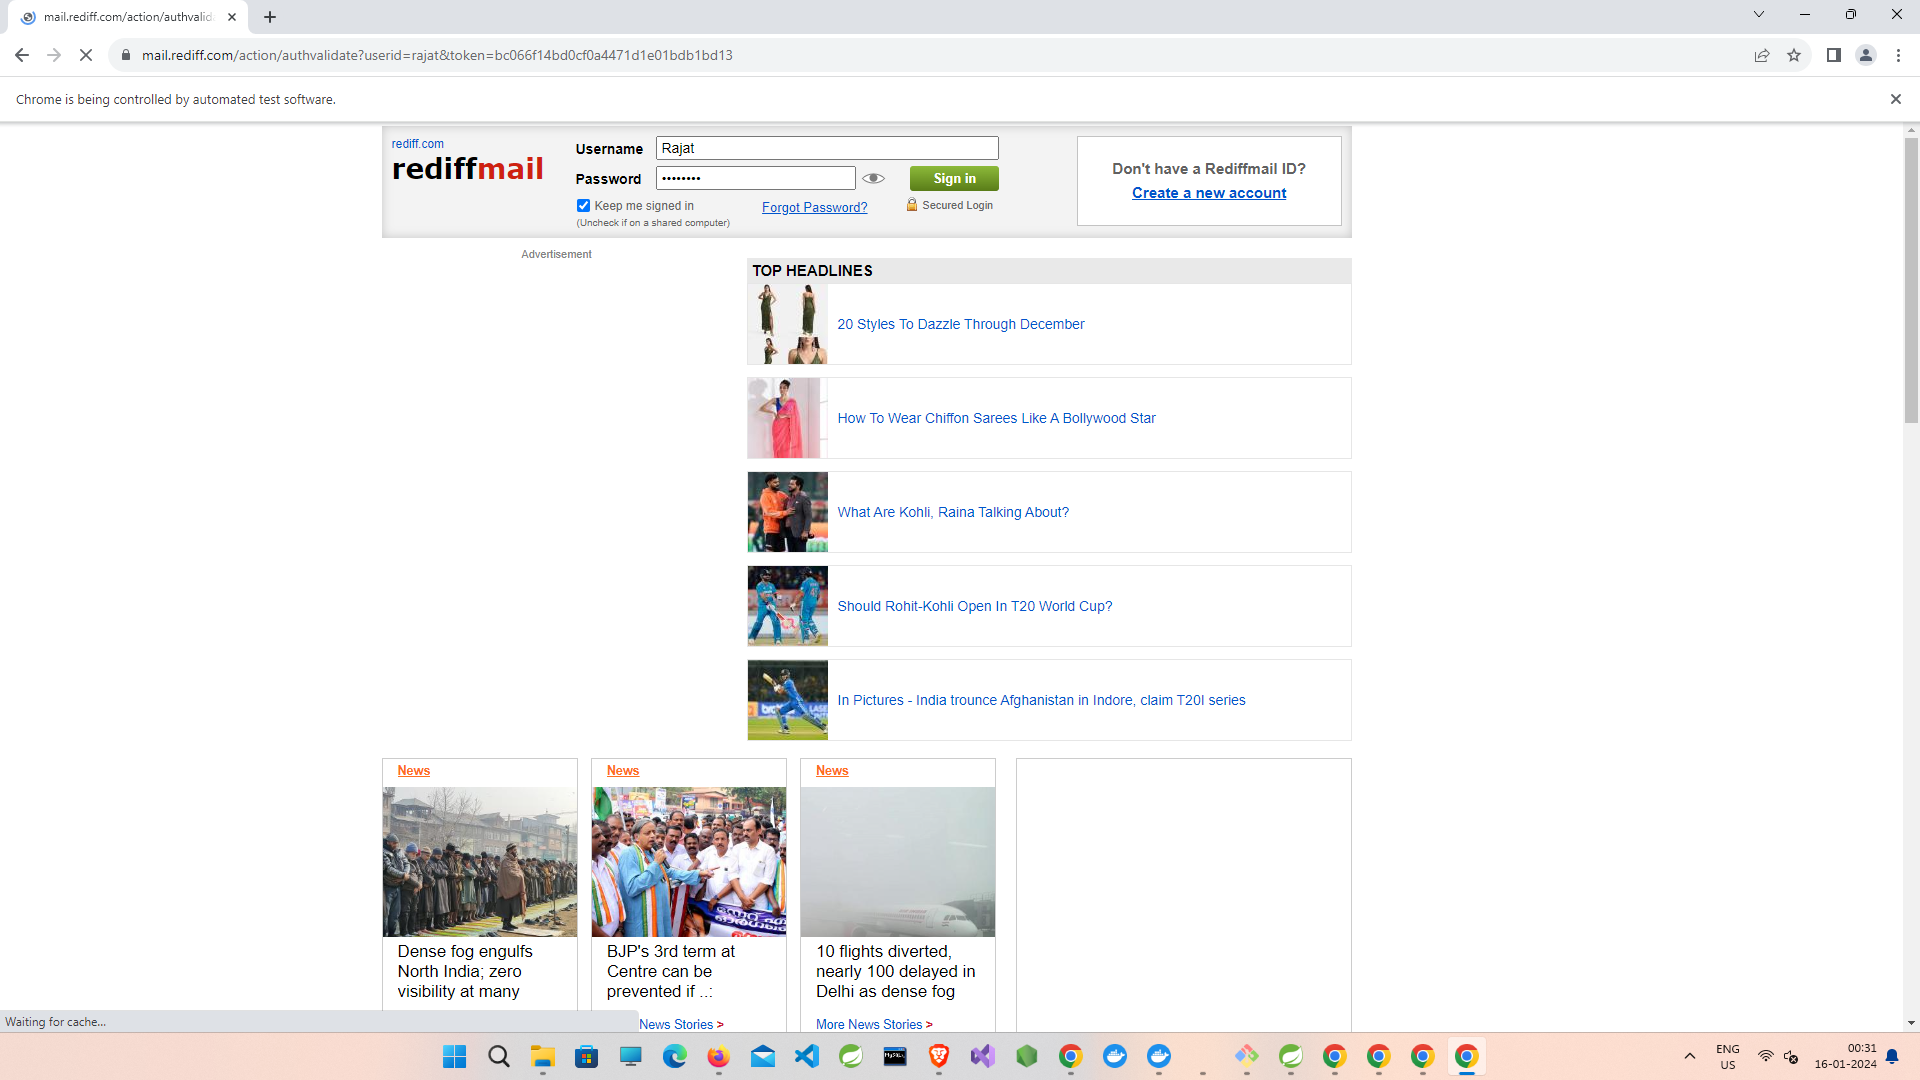 mail.rediff.com/action/authvalid
mail.rediff.com/action/authvalidate?userid=rajat&token=bc066f14bd0cf0a4471d1e01bdb1bd13
Chrome is being controlled by automated test software.
rediff.com
rediffmail
Username
Rajat
Password
••••••••
Sign in
Keep me signed in
(Uncheck if on a shared computer)
Forgot Password?
Secured Login
Don't have a Rediffmail ID?
Create a new account
Advertisement
TOP HEADLINES
20 Styles To Dazzle Through December
How To Wear Chiffon Sarees Like A Bollywood Star
What Are Kohli, Raina Talking About?
Should Rohit-Kohli Open In T20 World Cup?
In Pictures - India trounce Afghanistan in Indore, claim T20I series
News
Dense fog engulfs
North India; zero
visibility at many
News
BJP's 3rd term at
Centre can be
prevented if ..:
News Stories >
News
10 flights diverted,
nearly 100 delayed in
Delhi as dense fog
More News Stories >
Waiting for cache...
ENG
US
00:31
16-01-2024